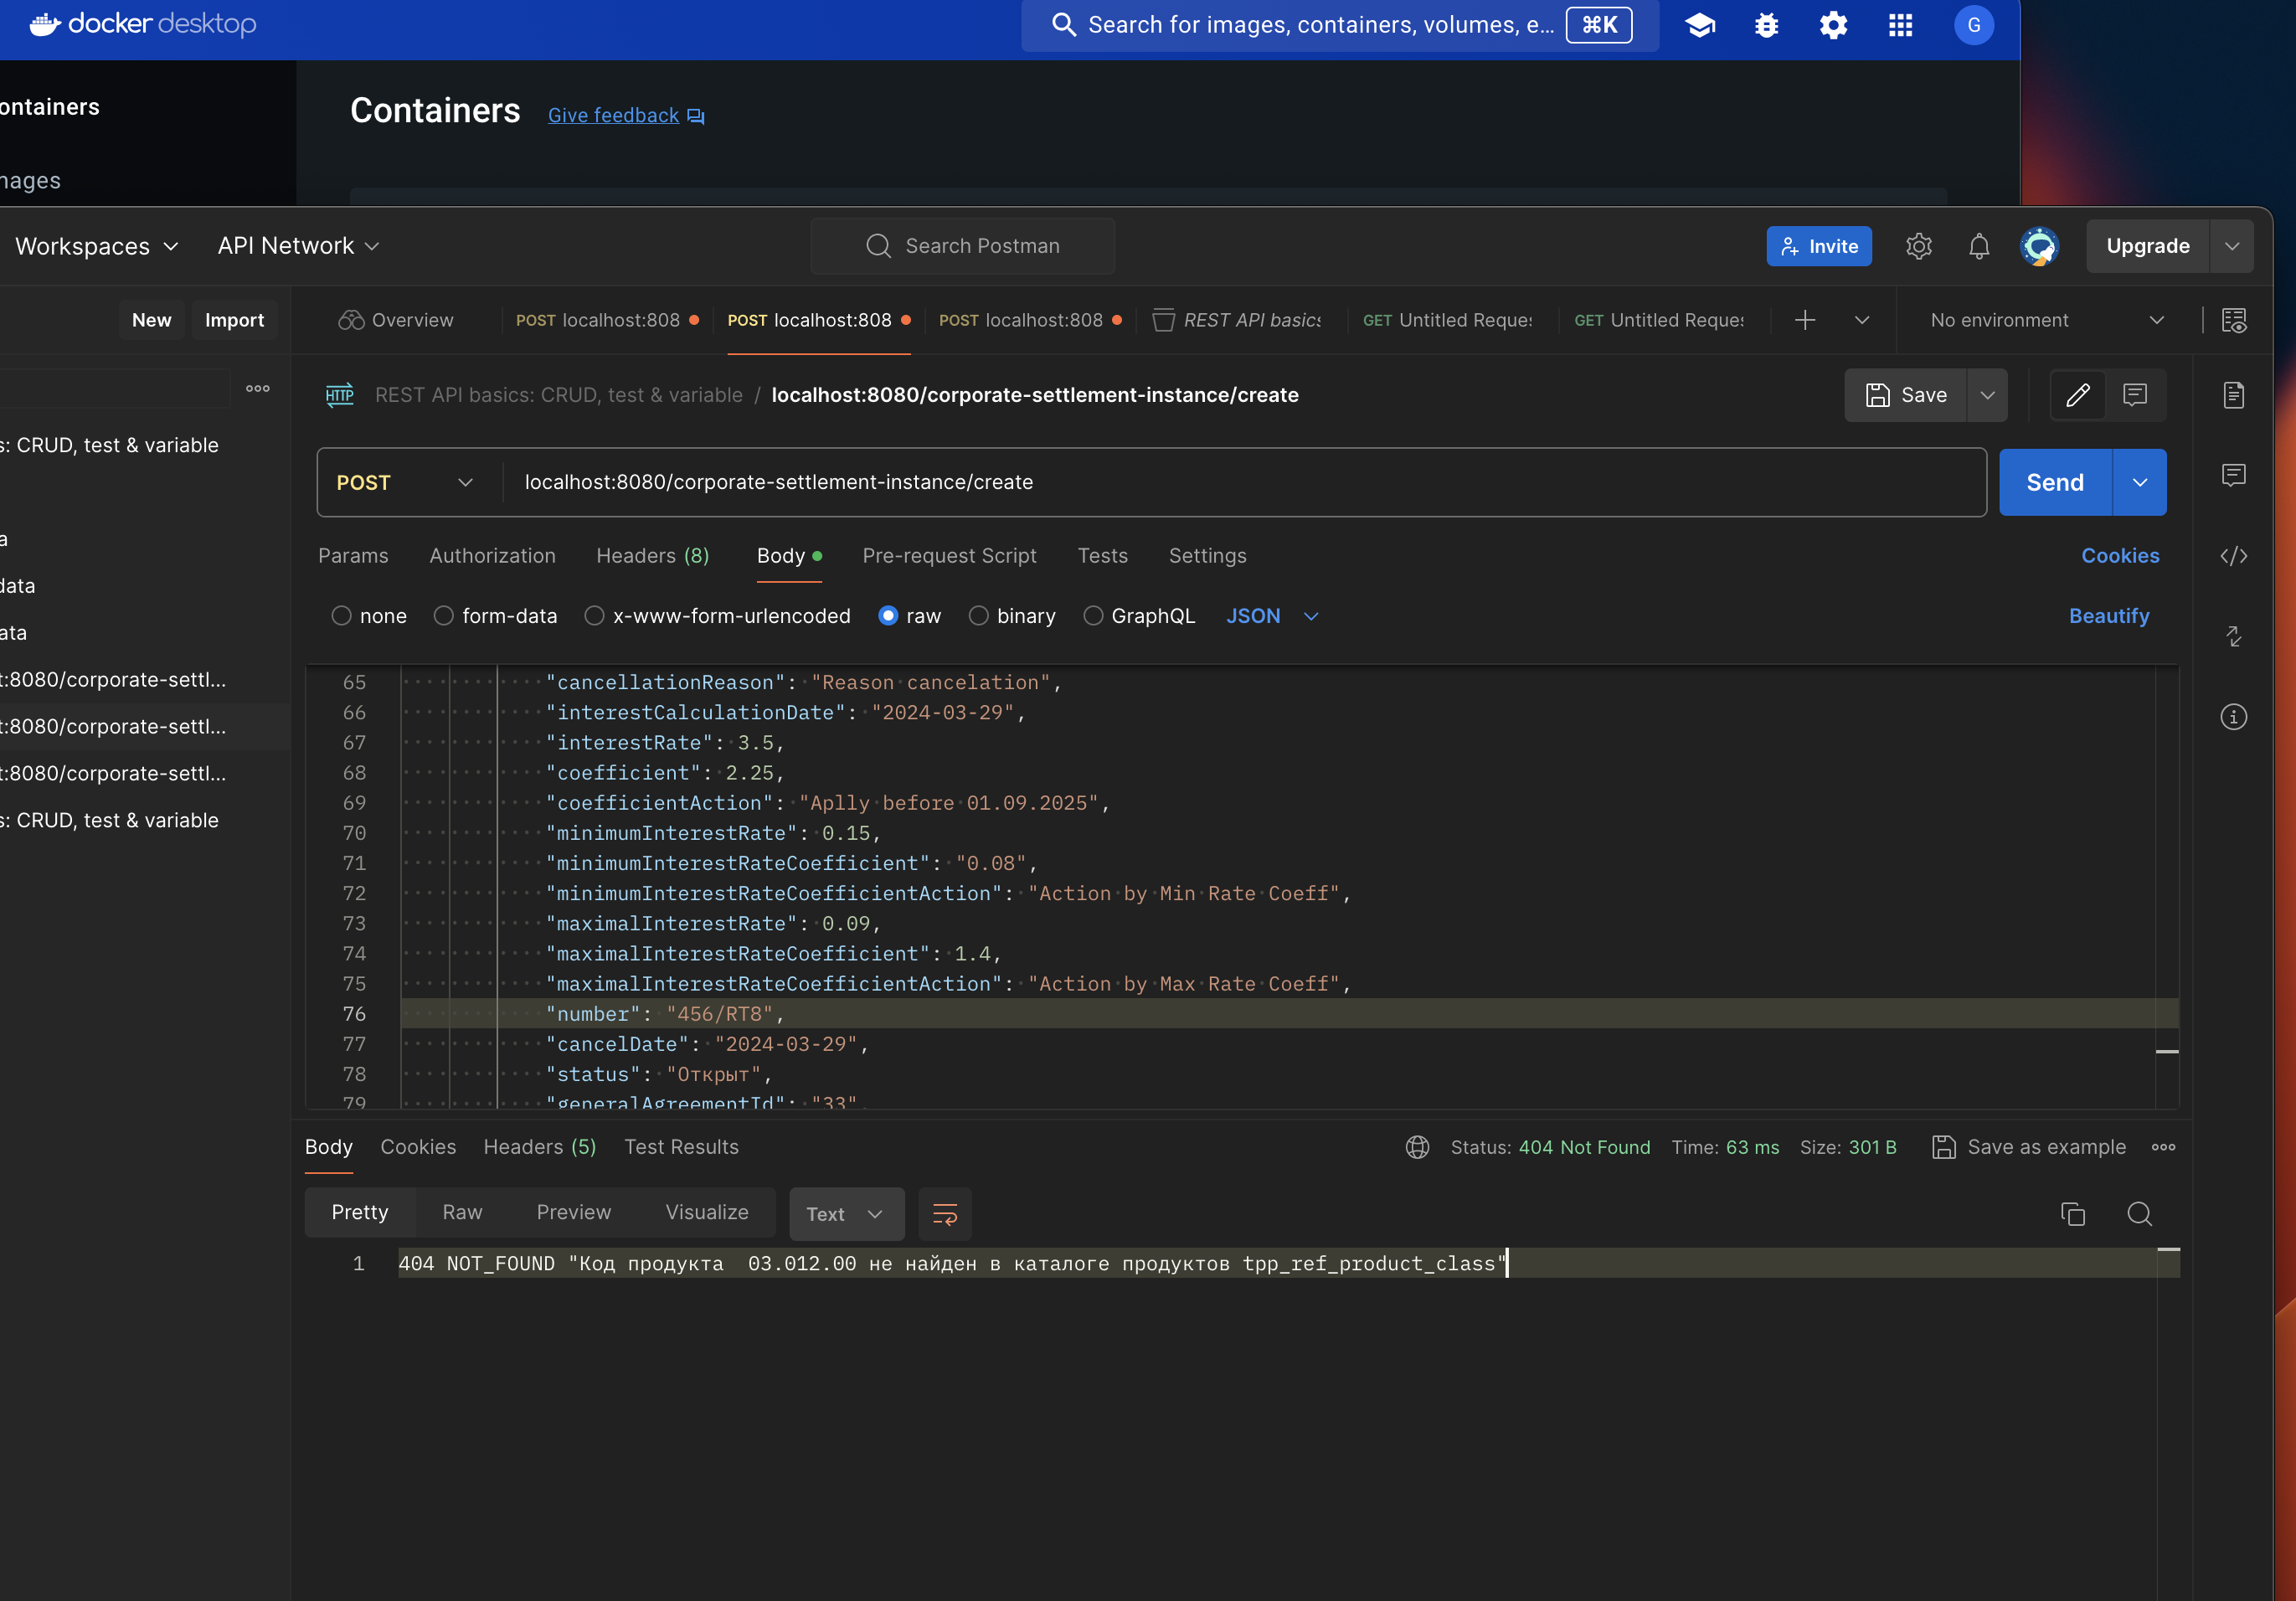 docker desktop
Search for images, containers, volumes, e... ⌘K
G
ontainers
Containers
Give feedback
nages
Workspaces
API Network
Search Postman
Invite
Upgrade
New
Import
Overview
POST localhost:808
POST localhost:808
POST localhost:808
REST API basics
GET Untitled Reque
GET Untitled Reque
No environment
HTTP REST API basics: CRUD, test & variable / localhost:8080/corporate-settlement-instance/create
Save
s: CRUD, test & variable
a
data
ata
t:8080/corporate-settl...
t:8080/corporate-settl...
t:8080/corporate-settl...
s: CRUD, test & variable
POST localhost:8080/corporate-settlement-instance/create
Send
Params Authorization Headers (8) Body Pre-request Script Tests Settings Cookies
none form-data x-www-form-urlencoded raw binary GraphQL JSON Beautify
65 "cancellationReason": "Reason cancelation",
66 "interestCalculationDate": "2024-03-29",
67 "interestRate": 3.5,
68 "coefficient": 2.25,
69 "coefficientAction": "Aplly before 01.09.2025",
70 "minimumInterestRate": 0.15,
71 "minimumInterestRateCoefficient": "0.08",
72 "minimumInterestRateCoefficientAction": "Action by Min Rate Coeff",
73 "maximalInterestRate": 0.09,
74 "maximalInterestRateCoefficient": 1.4,
75 "maximalInterestRateCoefficientAction": "Action by Max Rate Coeff",
76 "number": "456/RT8",
77 "cancelDate": "2024-03-29",
78 "status": "Открыт",
79 "generalAgreementId": "33",
Body Cookies Headers (5) Test Results
Status: 404 Not Found Time: 63 ms Size: 301 B Save as example
Pretty Raw Preview Visualize Text
1 404 NOT_FOUND "Код продукта  03.012.00 не найден в каталоге продуктов tpp_ref_product_class"